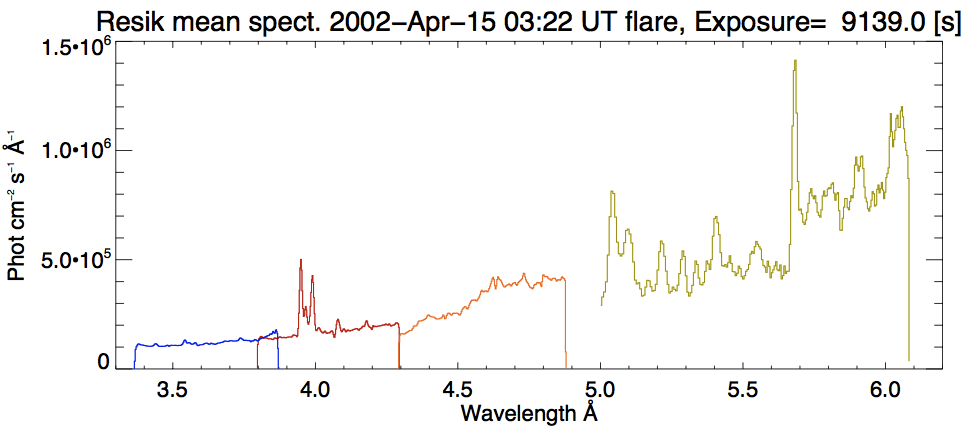 Resik mean spect. 2002−Apr−15 03:22 UT flare, Exposure=  9139.0 [s]
1.5•10⁶
1.0•10⁶
5.0•10⁵
0
Phot cm⁻² s⁻¹ Å⁻¹
3.5 4.0 4.5 5.0 5.5 6.0
Wavelength Å